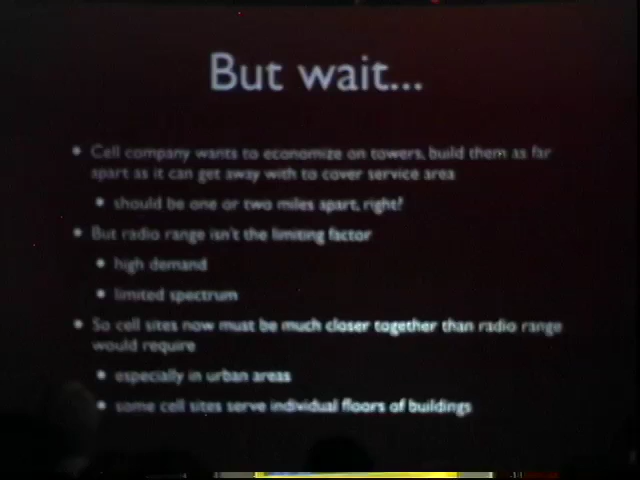 But wait...
• Cell company wants to economize on towers, build them as far
apart as it can get away with to cover service area
• should be one or two miles apart, right?
• But radio range isn't the limiting factor
• high demand
• limited spectrum
• So cell sites now must be much closer together than radio range
would require
• especially in urban areas
• some cell sites serve individual floors of buildings